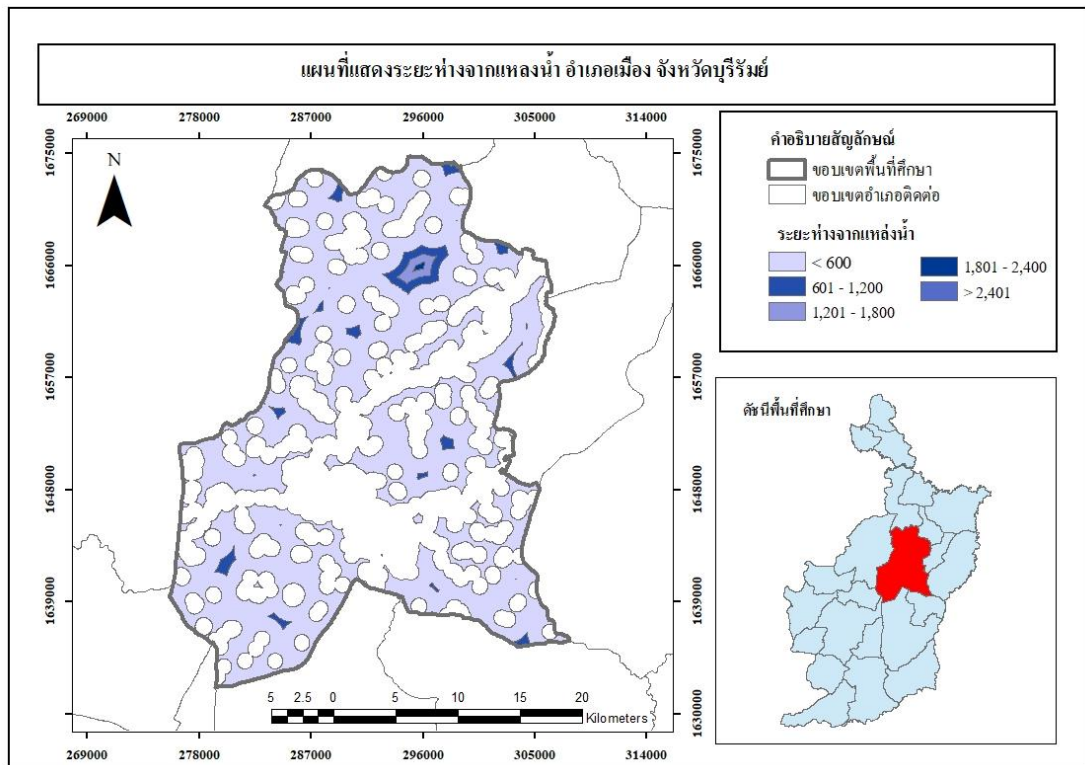 แผนที่แสดงระยะห่างจากแหลงน้ำ อำเภอเมือง จังหวัดบุรีรัมย์
269000 278000 287000 296000 305000 314000
N
1675000 1675000
1666000 1666000
1657000 1657000
1648000 1648000
1639000 1639000
1630000 1630000
5 2.5 0 5 10 15 20
Kilometers
269000 278000 287000 296000 305000 314000
คำอธิบายสัญลักษณ์
ขอบเขตพื้นที่ศึกษา
ขอบเขตอำเภอติดต่อ
ระยะห่างจากแหล่งน้ำ
< 600
601 - 1,200
1,201 - 1,800
1,801 - 2,400
> 2,401
ดัชนีพื้นที่ศึกษา